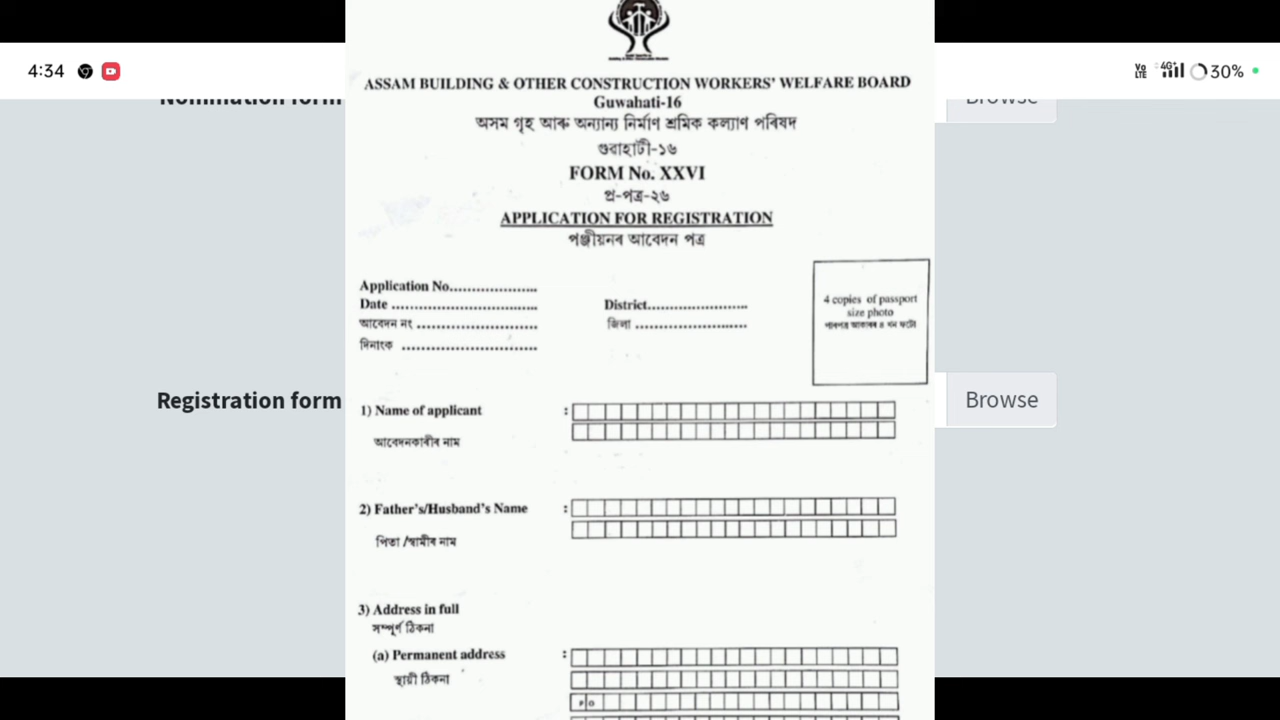 4:34
VoLTE 4G+ 30%
Nomination form
Browse
ASSAM BUILDING & OTHER CONSTRUCTION WORKERS' WELFARE BOARD
Guwahati-16
অসম গৃহ আৰু অন্যান্য নিৰ্মাণ শ্ৰমিক কল্যাণ পৰিষদ
গুৱাহাটী-১৬
FORM No. XXVI
প্ৰ-পত্ৰ-২৬
APPLICATION FOR REGISTRATION
পঞ্জীয়নৰ আবেদন পত্ৰ
Application No..................
Date ..............................
District.....................
আবেদন নং .........................
জিলা ........................
দিনাংক ............................
4 copies of passport
size photo
Registration form
Browse
1) Name of applicant :
আবেদনকাৰীৰ নাম
2) Father's/Husband's Name :
পিতা /স্বামীৰ নাম
3) Address in full
সম্পূৰ্ণ ঠিকনা
(a) Permanent address :
স্থায়ী ঠিকনা
P O